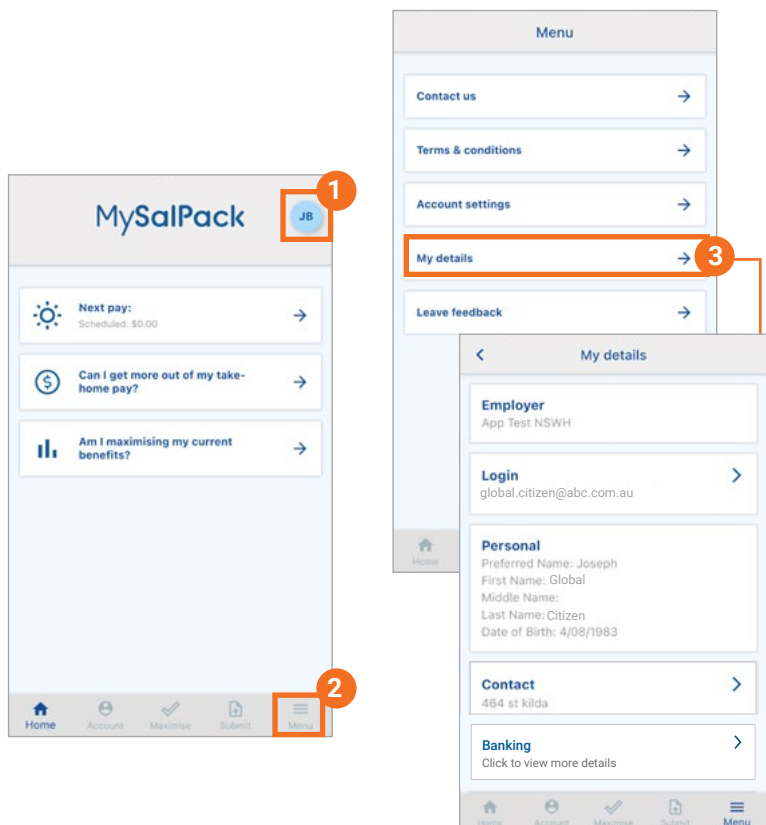 MySalPack
JB
1
Next pay:
Scheduled: $0.00
Can I get more out of my take-
home pay?
Am I maximising my current
benefits?
2
Home
Account
Maximise
Submit
Menu
Menu
Contact us
Terms & conditions
Account settings
My details
3
Leave feedback
Home
My details
Employer
App Test NSWH
Login
global.citizen@abc.com.au
Personal
Preferred Name: Joseph
First Name: Global
Middle Name:
Last Name: Citizen
Date of Birth: 4/08/1983
Contact
464 st kilda
Banking
Click to view more details
Home
Account
Maximise
Submit
Menu